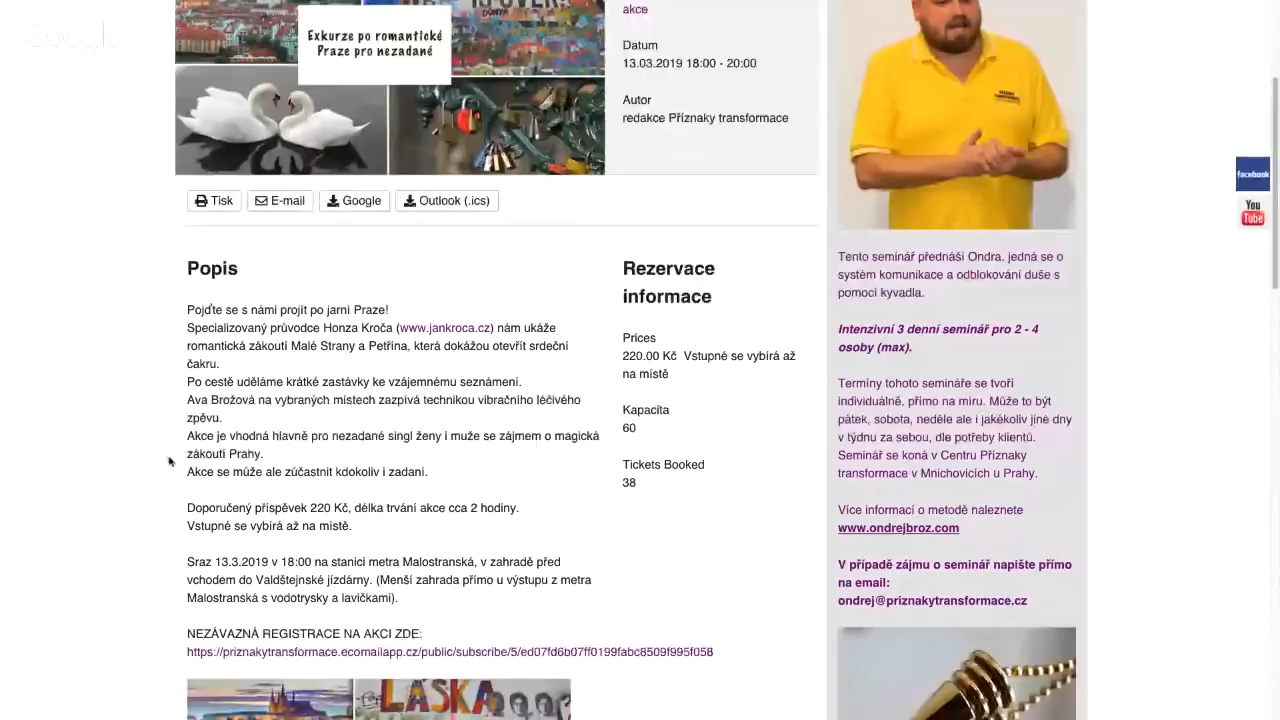 Google
IS OVER!
Exkurze po romantické
Praze pro nezadané
akce
Datum
13.03.2019 18:00 - 20:00
Autor
redakce Příznaky transformace
Tisk
E-mail
Google
Outlook (.ics)
facebook
You
Tube
Popis
Pojďte se s námi projít po jarní Praze!
Specializovaný průvodce Honza Kroča (www.jankroca.cz) nám ukáže
romantická zákoutí Malé Strany a Petřína, která dokážou otevřít srdeční
čakru.
Po cestě uděláme krátké zastávky ke vzájemnému seznámení.
Ava Brožová na vybraných místech zazpívá technikou vibračního léčivého
zpěvu.
Akce je vhodná hlavně pro nezadané singl ženy i muže se zájmem o magická
zákoutí Prahy.
Akce se může ale zúčastnit kdokoliv i zadaní.
Doporučený příspěvek 220 Kč, délka trvání akce cca 2 hodiny.
Vstupné se vybírá až na místě.
Sraz 13.3.2019 v 18:00 na stanici metra Malostranská, v zahradě před
vchodem do Valdštejnské jízdárny. (Menší zahrada přímo u výstupu z metra
Malostranská s vodotrysky a lavičkami).
NEZÁVAZNÁ REGISTRACE NA AKCI ZDE:
https://priznakytransformace.ecomailapp.cz/public/subscribe/5/ed07fd6b07ff0199fabc8509f995f058
LÁSKA
Rezervace
informace
Prices
220.00 Kč Vstupné se vybírá až
na místě
Kapacita
60
Tickets Booked
38
Tento seminář přednáší Ondra. jedná se o
systém komunikace a odblokování duše s
pomocí kyvadla.
Intenzivní 3 denní seminář pro 2 - 4
osoby (max).
Termíny tohoto semináře se tvoří
individuálně, přímo na míru. Může to být
pátek, sobota, neděle ale i jakékoliv jiné dny
v týdnu za sebou, dle potřeby klientů.
Seminář se koná v Centru Příznaky
transformace v Mnichovicích u Prahy.
Více informací o metodě naleznete
www.ondrejbroz.com
V případě zájmu o seminář napište přímo
na email:
ondrej@priznakytransformace.cz